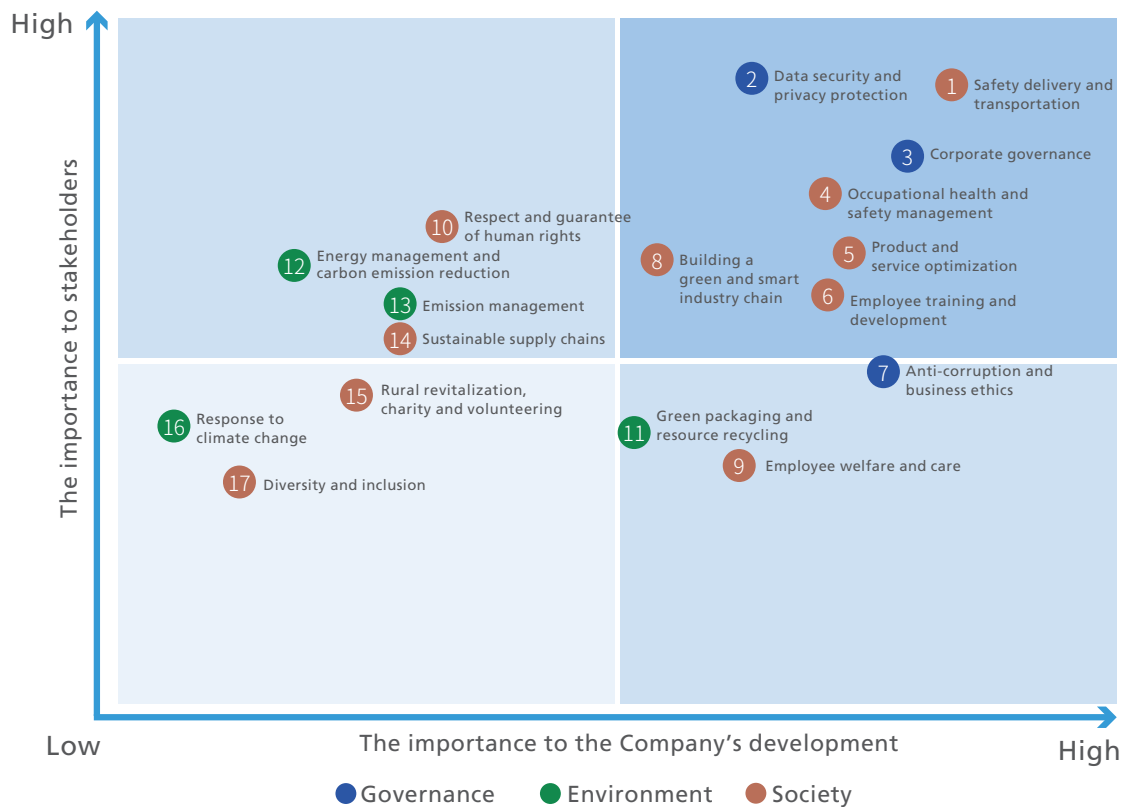 High
2
Data security and
privacy protection
1
Safety delivery and
transportation
3
Corporate governance
4
Occupational health and
safety management
10
Respect and guarantee
of human rights
5
Product and
service optimization
12
Energy management and
carbon emission reduction
8
Building a
green and smart
industry chain
6
Employee training and
development
13
Emission management
14
Sustainable supply chains
7
Anti-corruption and
business ethics
15
Rural revitalization,
charity and volunteering
16
Response to
climate change
11
Green packaging and
resource recycling
9
Employee welfare and care
17
Diversity and inclusion
The importance to stakeholders
Low
The importance to the Company’s development
High
Governance
Environment
Society